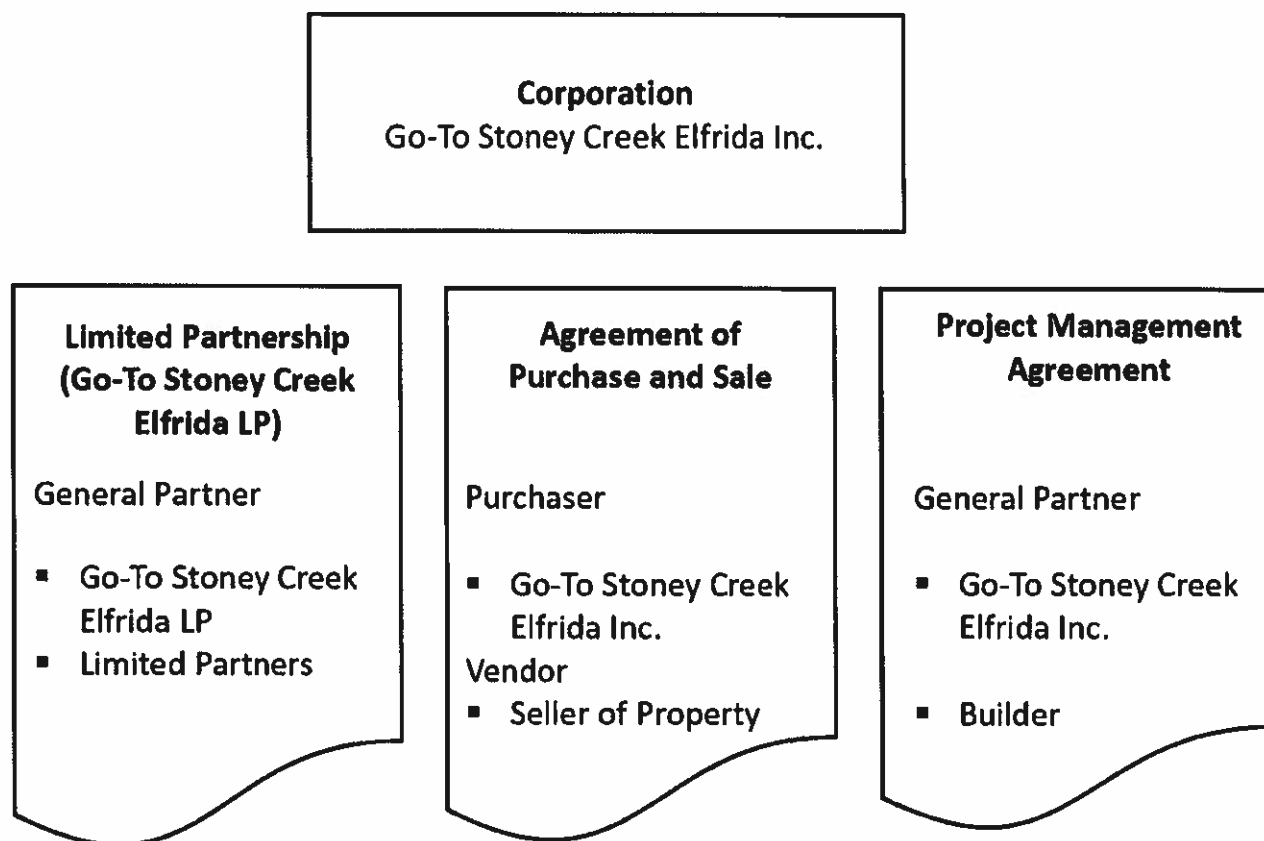 Corporation
Go-To Stoney Creek Elfrida Inc.
Limited Partnership
(Go-To Stoney Creek
Elfrida LP)
General Partner
▪ Go-To Stoney Creek
Elfrida LP
▪ Limited Partners
Agreement of
Purchase and Sale
Purchaser
▪ Go-To Stoney Creek
Elfrida Inc.
Vendor
▪ Seller of Property
Project Management
Agreement
General Partner
▪ Go-To Stoney Creek
Elfrida Inc.
▪ Builder